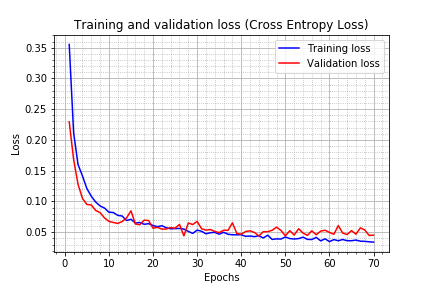 Training and validation loss (Cross Entropy Loss)
Training loss
Validation loss
Loss
0.35
0.30
0.25
0.20
0.15
0.10
0.05
0 10 20 30 40 50 60 70
Epochs